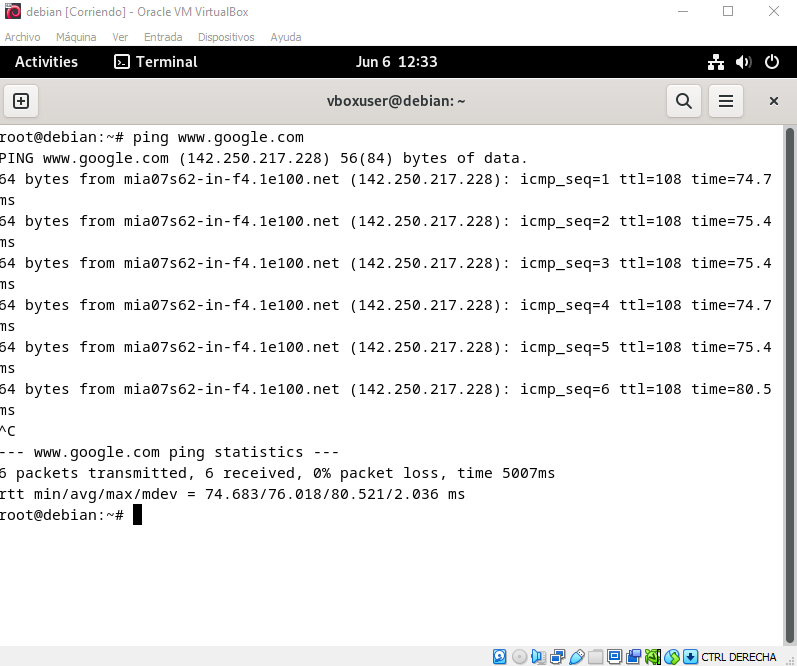 debian [Corriendo] - Oracle VM VirtualBox
Archivo Máquina Ver Entrada Dispositivos Ayuda
Activities Terminal Jun 6 12:33
vboxuser@debian: ~
root@debian:~# ping www.google.com
PING www.google.com (142.250.217.228) 56(84) bytes of data.
64 bytes from mia07s62-in-f4.1e100.net (142.250.217.228): icmp_seq=1 ttl=108 time=74.7
ms
64 bytes from mia07s62-in-f4.1e100.net (142.250.217.228): icmp_seq=2 ttl=108 time=75.4
ms
64 bytes from mia07s62-in-f4.1e100.net (142.250.217.228): icmp_seq=3 ttl=108 time=75.4
ms
64 bytes from mia07s62-in-f4.1e100.net (142.250.217.228): icmp_seq=4 ttl=108 time=74.7
ms
64 bytes from mia07s62-in-f4.1e100.net (142.250.217.228): icmp_seq=5 ttl=108 time=75.4
ms
64 bytes from mia07s62-in-f4.1e100.net (142.250.217.228): icmp_seq=6 ttl=108 time=80.5
ms
^C
--- www.google.com ping statistics ---
6 packets transmitted, 6 received, 0% packet loss, time 5007ms
rtt min/avg/max/mdev = 74.683/76.018/80.521/2.036 ms
root@debian:~#
CTRL DERECHA